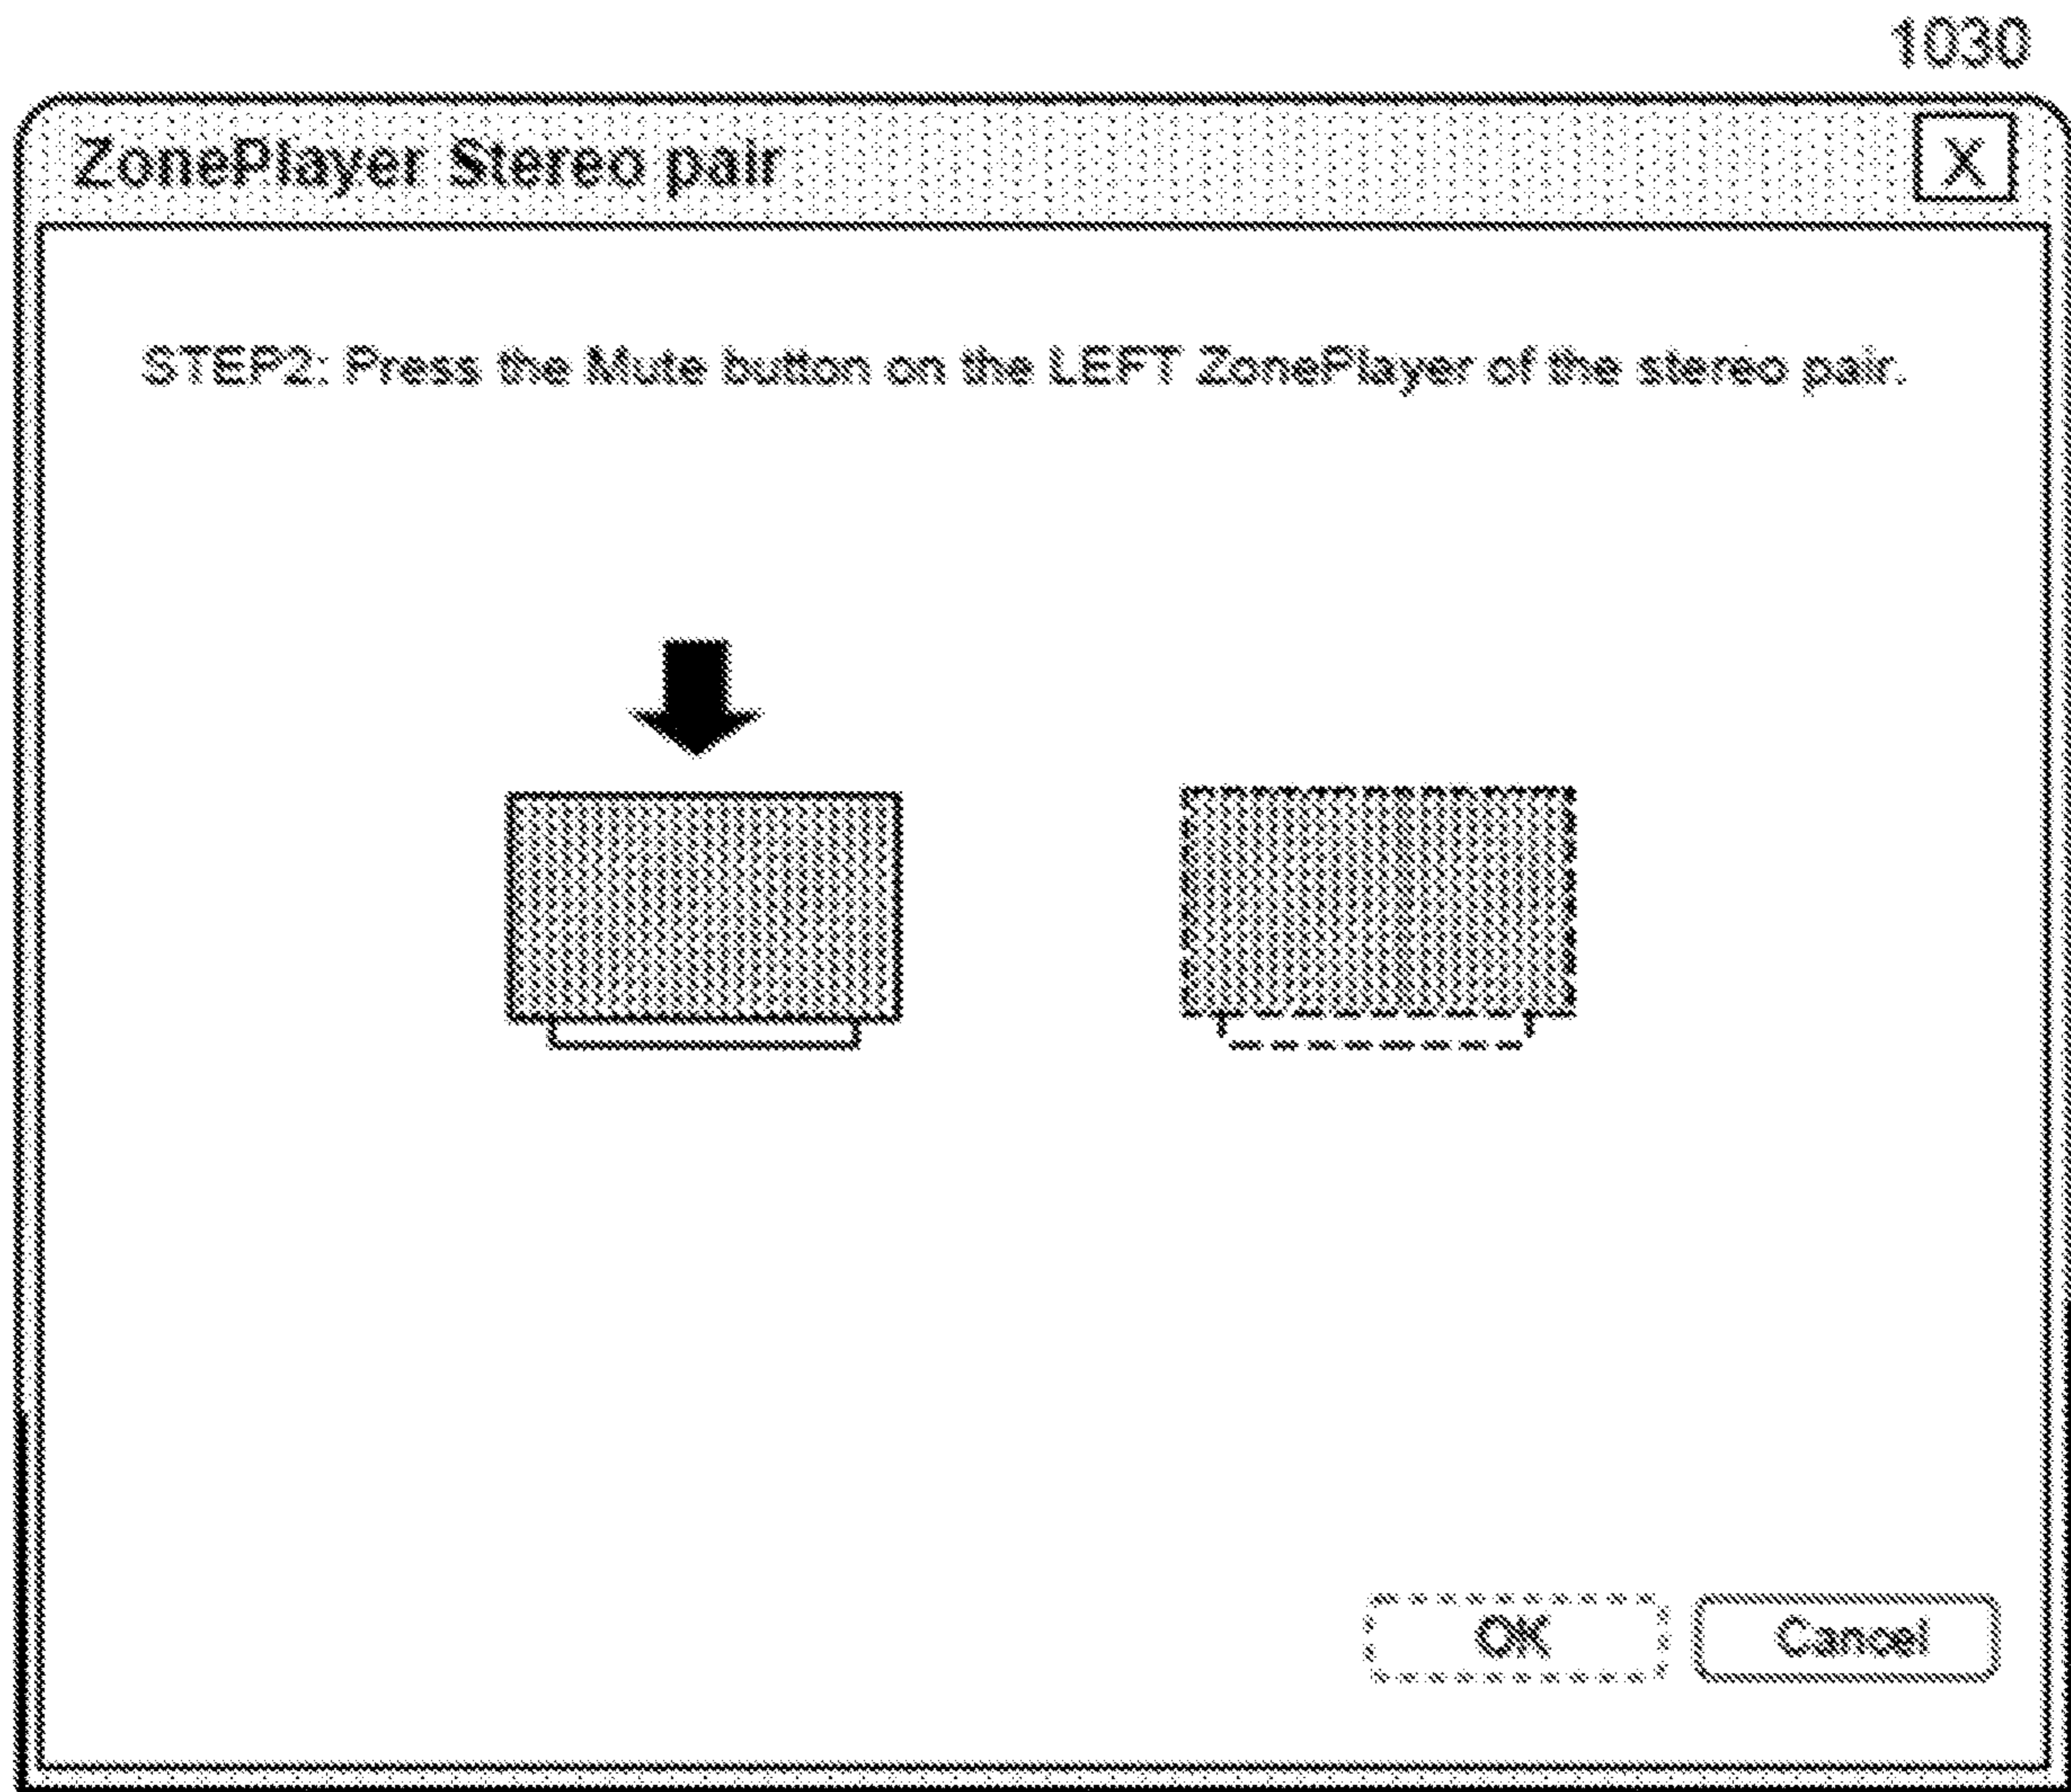 1030
ZonePlayer Stereo pair X
STEP2: Press the Mute button on the LEFT ZonePlayer of the stereo pair.
OK Cancel